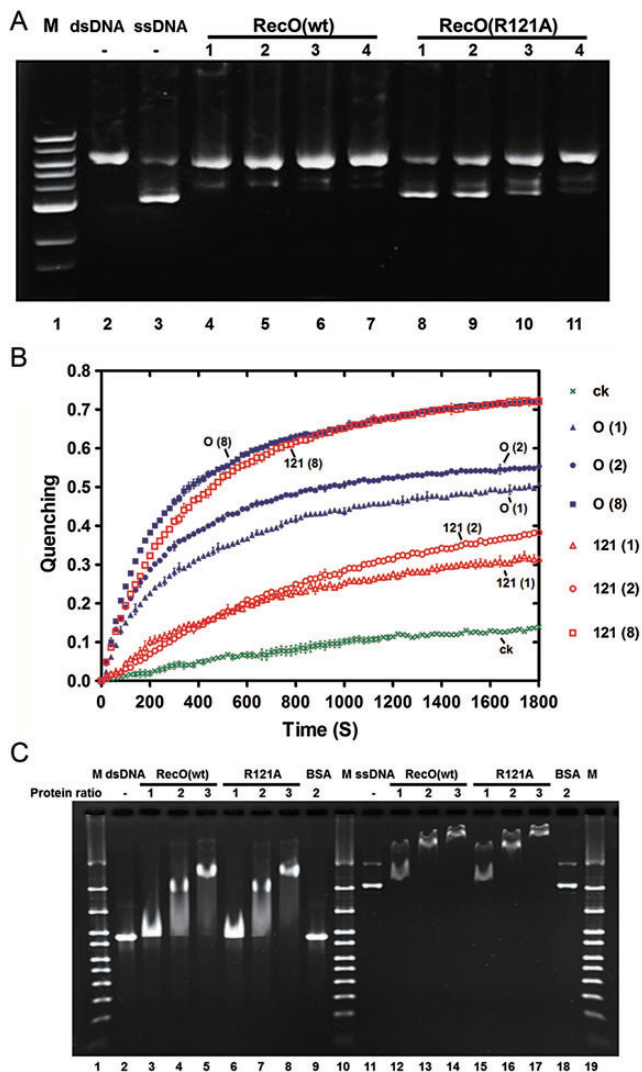 A
M dsDNA ssDNA RecO(wt) RecO(R121A)
- - 1 2 3 4 1 2 3 4
1 2 3 4 5 6 7 8 9 10 11
B
Quenching
0.8
0.7
0.6
0.5
0.4
0.3
0.2
0.1
0.0
O (8)
121 (8)
O (2)
O (1)
121 (2)
121 (1)
ck
0 200 400 600 800 1000 1200 1400 1600 1800
Time (S)
ck
O (1)
O (2)
O (8)
121 (1)
121 (2)
121 (8)
C
M dsDNA RecO(wt) R121A BSA M ssDNA RecO(wt) R121A BSA M
Protein ratio - 1 2 3 1 2 3 2 - 1 2 3 1 2 3 2
1 2 3 4 5 6 7 8 9 10 11 12 13 14 15 16 17 18 19